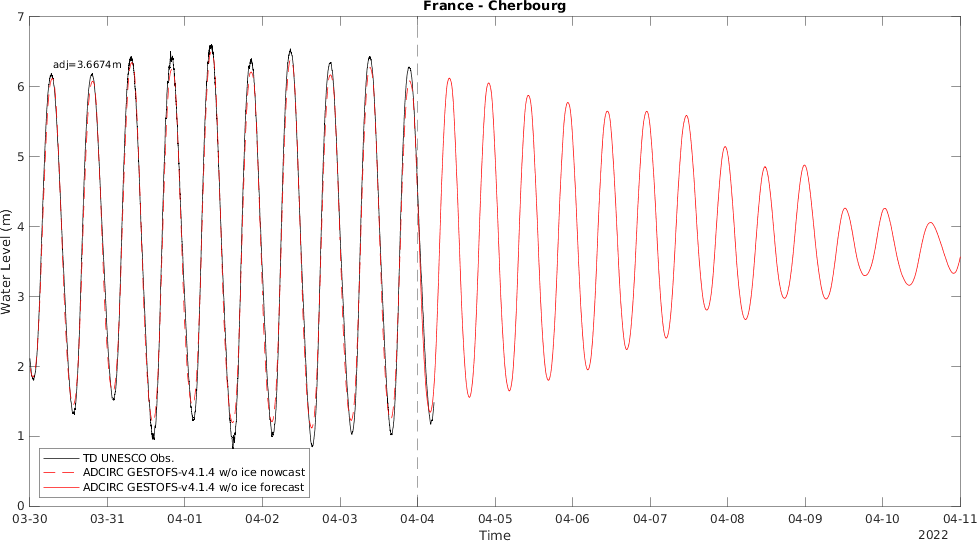 France - Cherbourg
7
adj=3.6674m
6
5
4
3
2
1
0
Water Level (m)
TD UNESCO Obs.
ADCIRC GESTOFS-v4.1.4 w/o ice nowcast
ADCIRC GESTOFS-v4.1.4 w/o ice forecast
03-30 03-31 04-01 04-02 04-03 04-04 04-05 04-06 04-07 04-08 04-09 04-10 04-11
Time
2022